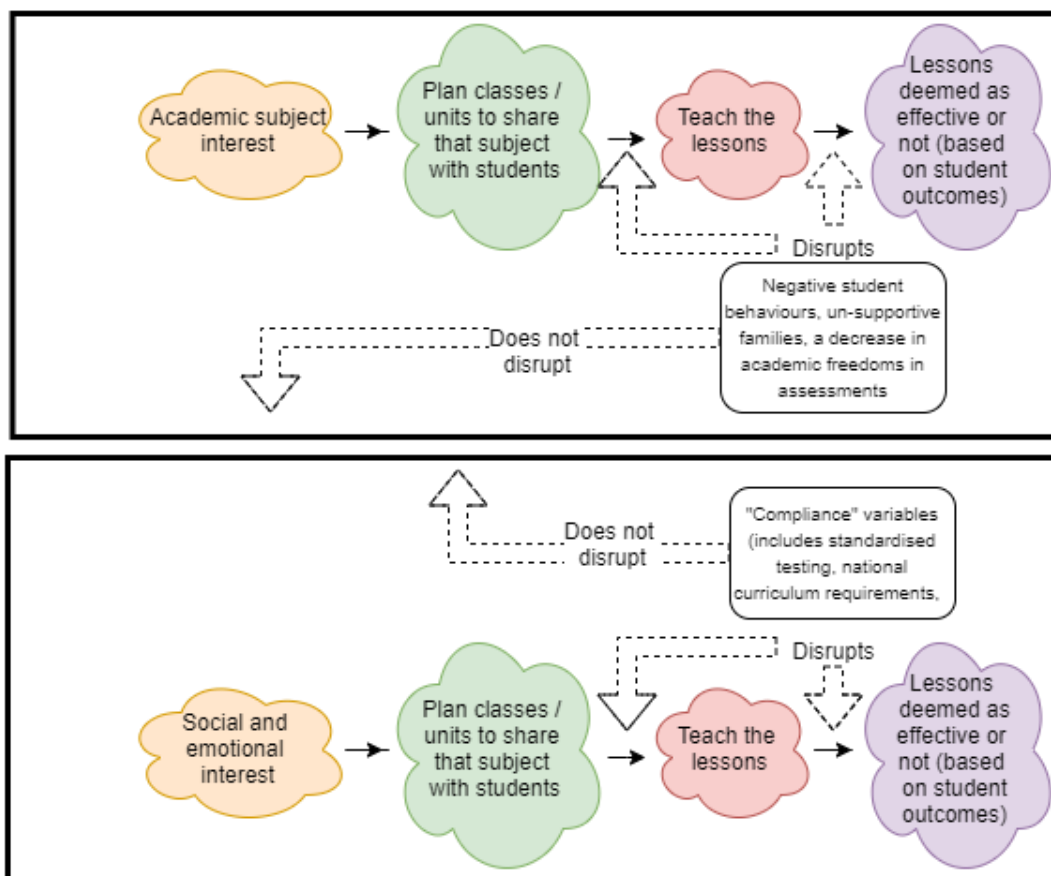 Academic subject
interest
Plan classes /
units to share
that subject
with students
Teach the
lessons
Lessons
deemed as
effective or
not (based
on student
outcomes)
Disrupts
Negative student
behaviours, un-supportive
families, a decrease in
academic freedoms in
assessments
Does not
disrupt
Does not
disrupt
"Compliance" variables
(includes standardised
testing, national
curriculum requirements,
Disrupts
Social and
emotional
interest
Plan classes /
units to share
that subject
with students
Teach the
lessons
Lessons
deemed as
effective or
not (based
on student
outcomes)